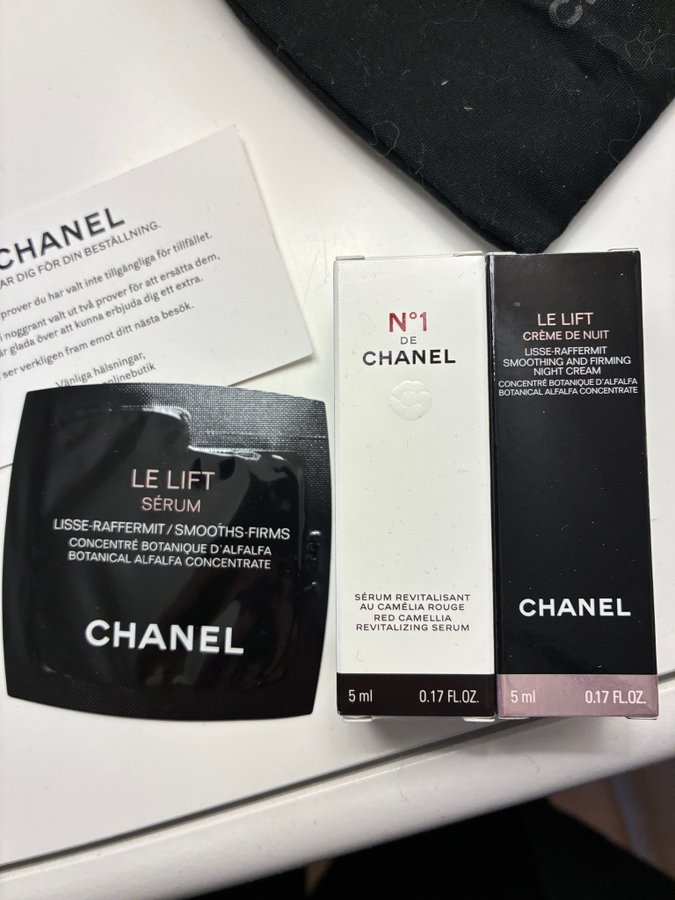 CHANEL
AR DIG FÖR DIN BESTÄLLNING.
prover du har valt inte tillgängliga för tillfället.
noggrant valt ut två prover för att ersätta dem,
är glada över att kunna erbjuda dig ett extra.
ser verkligen fram emot ditt nästa besök.
Vänliga hälsningar,
nlinebutik
LE LIFT
SÉRUM
LISSE-RAFFERMIT / SMOOTHS-FIRMS
CONCENTRÉ BOTANIQUE D'ALFALFA
BOTANICAL ALFALFA CONCENTRATE
CHANEL
N°1
DE
CHANEL
SÉRUM REVITALISANT
AU CAMÉLIA ROUGE
RED CAMELLIA
REVITALIZING SERUM
5 ml 0.17 FL.OZ.
LE LIFT
CRÈME DE NUIT
LISSE-RAFFERMIT
SMOOTHING AND FIRMING
NIGHT CREAM
CONCENTRÉ BOTANIQUE D'ALFALFA
BOTANICAL ALFALFA CONCENTRATE
CHANEL
5 ml 0.17 FL.OZ.